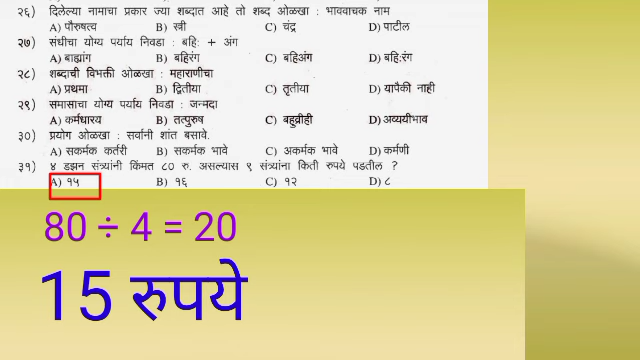 २६) दिलेल्या नामाचा प्रकार ज्या शब्दात आहे तो शब्द ओळखा : भाववाचक नाम
A) पौरुषत्व B) स्त्री C) चंद्र D) पाटील
२७) संधीचा योग्य पर्याय निवडा : बहि: + अंग
A) बाह्यांग B) बहिरंग C) बहिअंग D) बहि:रंग
२८) शब्दाची विभक्ती ओळखा : महाराणीचा
A) प्रथमा B) द्वितीया C) तृतीया D) यापैकी नाही
२९) समासाचा योग्य पर्याय निवडा : जन्मदा
A) कर्मधारय B) तत्पुरुष C) बहुव्रीही D) अव्ययीभाव
३०) प्रयोग ओळखा : सर्वानी शांत बसावे.
A) सकर्मक कर्तरी B) सकर्मक भावे C) अकर्मक भावे D) कर्मणी
३१) ४ डझन संत्र्यांनी किंमत ८० रु. असल्यास ९ संत्र्यांना किती रुपये पडतील ?
A) १५ B) १६ C) १२ D) ८
80 ÷ 4 = 20
15 रुपये